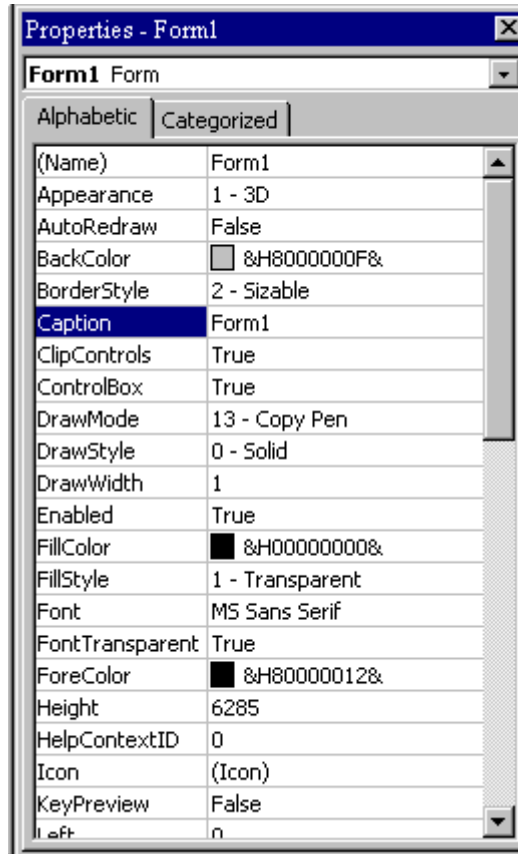 Properties - Form1
Form1 Form
Alphabetic Categorized
(Name) Form1
Appearance 1 - 3D
AutoRedraw False
BackColor &H8000000F&
BorderStyle 2 - Sizable
Caption Form1
ClipControls True
ControlBox True
DrawMode 13 - Copy Pen
DrawStyle 0 - Solid
DrawWidth 1
Enabled True
FillColor &H00000000&
FillStyle 1 - Transparent
Font MS Sans Serif
FontTransparent True
ForeColor &H80000012&
Height 6285
HelpContextID 0
Icon (Icon)
KeyPreview False
Left 0